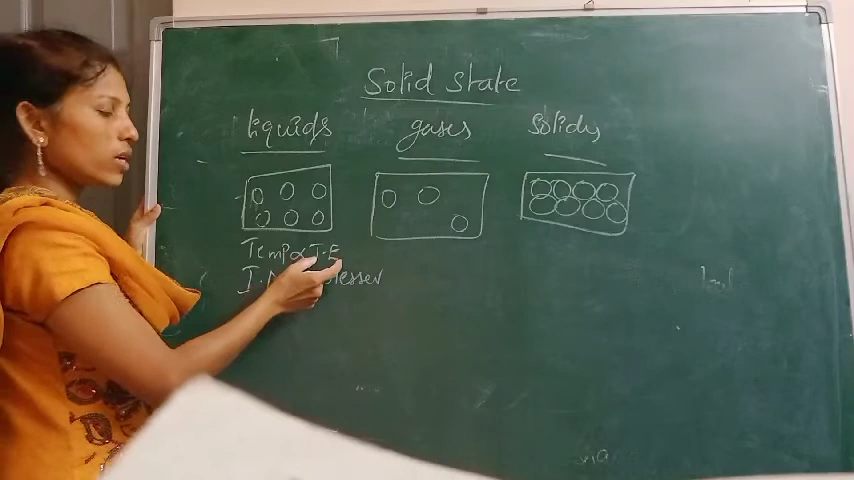 Solid state
liquids gases solids
Temp ∝ T.E
I. lesser